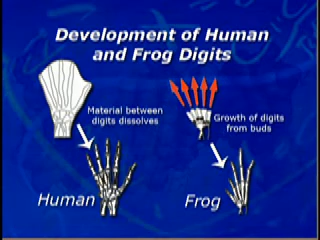 Development of Human
and Frog Digits
Material between
digits dissolves
Growth of digits
from buds
Human
Frog